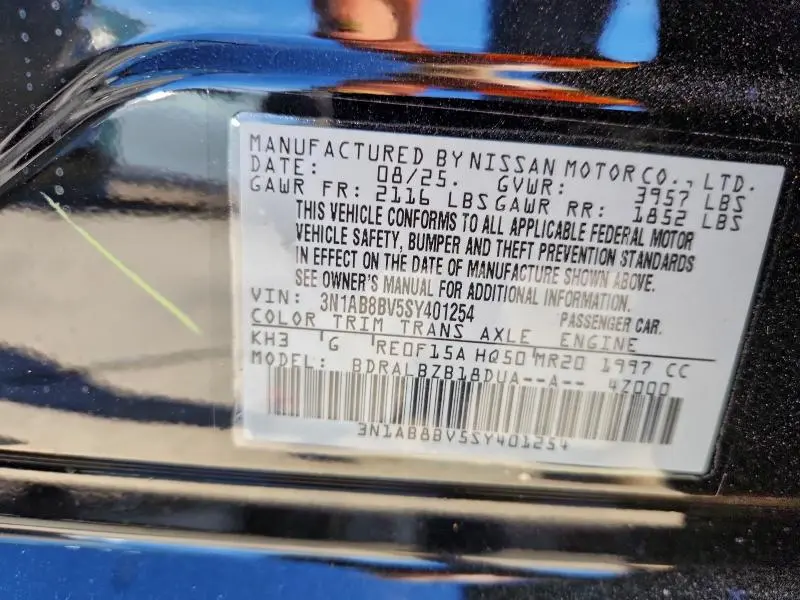 MANUFACTURED BY NISSAN MOTOR CO., LTD.
DATE: 08/25. GVWR: 3957 LBS
GAWR FR: 2116 LBS GAWR RR: 1852 LBS
THIS VEHICLE CONFORMS TO ALL APPLICABLE FEDERAL MOTOR
VEHICLE SAFETY, BUMPER AND THEFT PREVENTION STANDARDS
IN EFFECT ON THE DATE OF MANUFACTURE SHOWN ABOVE.
SEE OWNER'S MANUAL FOR ADDITIONAL INFORMATION.
VIN: 3N1AB8BV5SY401254 PASSENGER CAR.
COLOR TRIM TRANS AXLE ENGINE
KH3 G RE0F15A HQ50 MR20 1997 CC
MODEL: BDRALBZB18DUA--A-- 4Z000
3N1AB8BV5SY401254